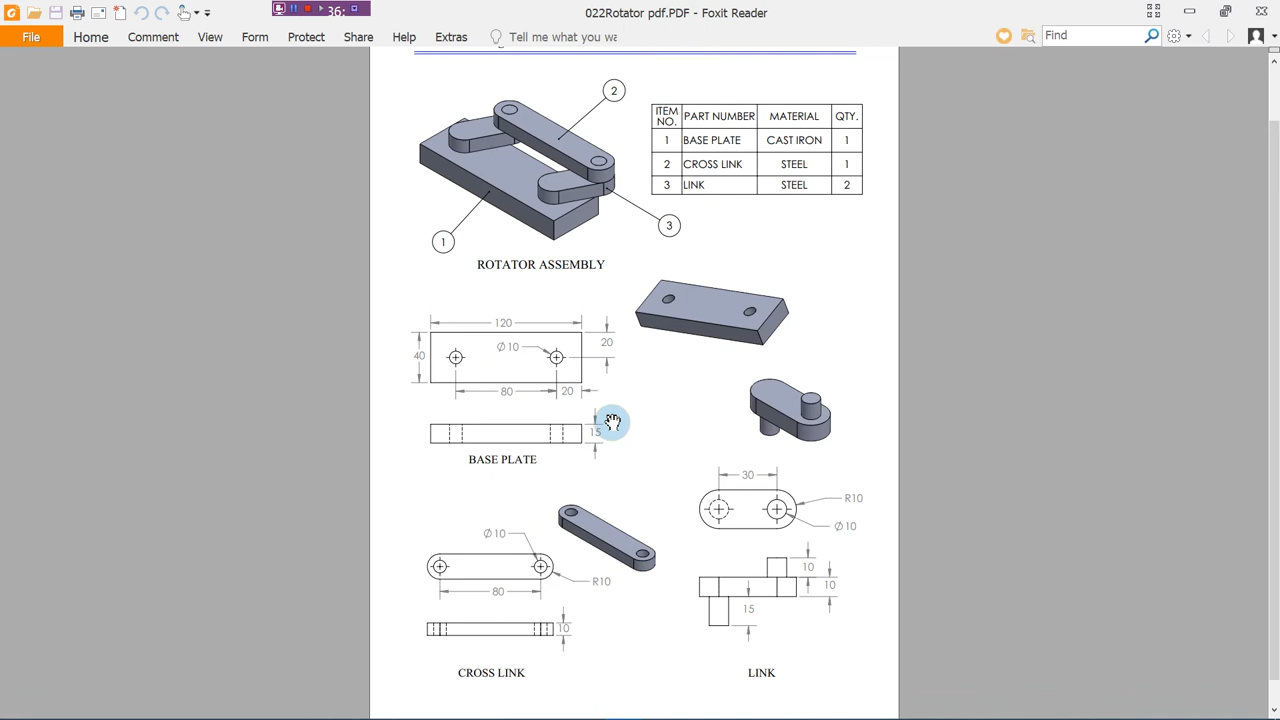 36:
022Rotator pdf.PDF - Foxit Reader
File Home Comment View Form Protect Share Help Extras Tell me what you wa Find
2
1
3
ITEM NO. PART NUMBER MATERIAL QTY.
1 BASE PLATE CAST IRON 1
2 CROSS LINK STEEL 1
3 LINK STEEL 2
ROTATOR ASSEMBLY
120
40
Ø10
20
80
20
15
BASE PLATE
Ø10
R10
80
10
CROSS LINK
30
R10
Ø10
10
10
15
LINK